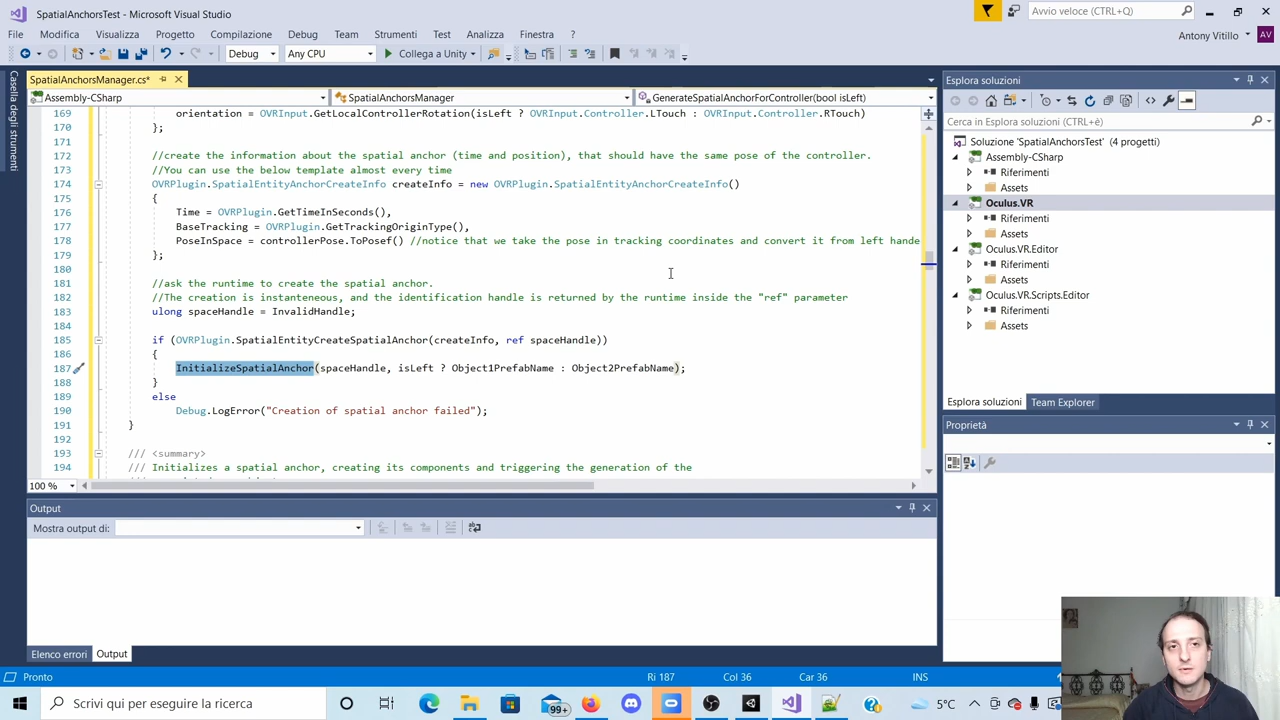 SpatialAnchorsTest - Microsoft Visual Studio
Avvio veloce (CTRL+Q)
File Modifica Visualizza Progetto Compilazione Debug Team Strumenti Test Analizza Finestra ?
Antony Vitillo AV
Debug Any CPU Collega a Unity
Casella degli strumenti
SpatialAnchorsManager.cs*
Assembly-CSharp SpatialAnchorsManager GenerateSpatialAnchorForController(bool isLeft)
169 orientation = OVRInput.GetLocalControllerRotation(isLeft ? OVRInput.Controller.LTouch : OVRInput.Controller.RTouch)
170 };
171
172 //create the information about the spatial anchor (time and position), that should have the same pose of the controller.
173 //You can use the below template almost every time
174 OVRPlugin.SpatialEntityAnchorCreateInfo createInfo = new OVRPlugin.SpatialEntityAnchorCreateInfo()
175 {
176 Time = OVRPlugin.GetTimeInSeconds(),
177 BaseTracking = OVRPlugin.GetTrackingOriginType(),
178 PoseInSpace = controllerPose.ToPosef() //notice that we take the pose in tracking coordinates and convert it from left hande
179 };
180
181 //ask the runtime to create the spatial anchor.
182 //The creation is instanteneous, and the identification handle is returned by the runtime inside the "ref" parameter
183 ulong spaceHandle = InvalidHandle;
184
185 if (OVRPlugin.SpatialEntityCreateSpatialAnchor(createInfo, ref spaceHandle))
186 {
187 InitializeSpatialAnchor(spaceHandle, isLeft ? Object1PrefabName : Object2PrefabName);
188 }
189 else
190 Debug.LogError("Creation of spatial anchor failed");
191 }
192
193 /// <summary>
194 /// Initializes a spatial anchor, creating its components and triggering the generation of the
100 %
Output
Mostra output di:
Elenco errori Output
Esplora soluzioni
Cerca in Esplora soluzioni (CTRL+è)
Soluzione 'SpatialAnchorsTest' (4 progetti)
Assembly-CSharp
Riferimenti
Assets
Oculus.VR
Riferimenti
Assets
Oculus.VR.Editor
Riferimenti
Assets
Oculus.VR.Scripts.Editor
Riferimenti
Assets
Esplora soluzioni Team Explorer
Proprietà
Pronto Ri 187 Col 36 Car 36 INS
Scrivi qui per eseguire la ricerca
99+
5°C